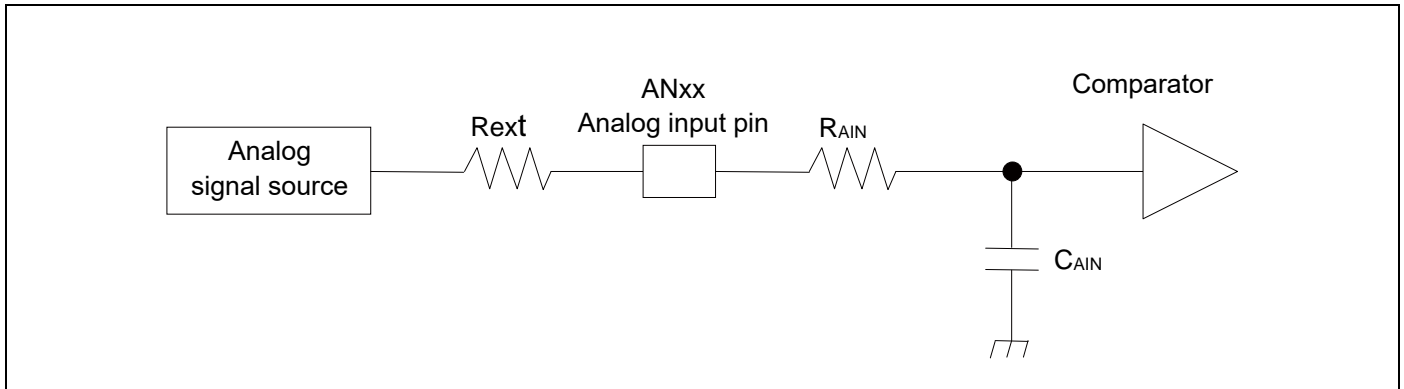 Comparator
ANxx
Analog input pin
Rext
RAIN
Analog
signal source
CAIN